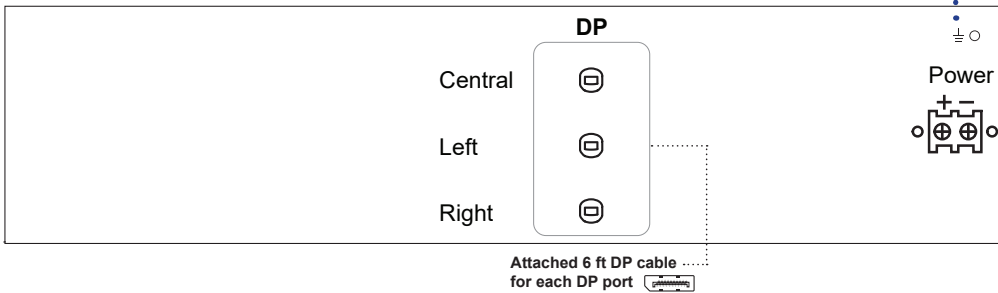 DP
Central
Left
Right
Power
+ −
Attached 6 ft DP cable
for each DP port